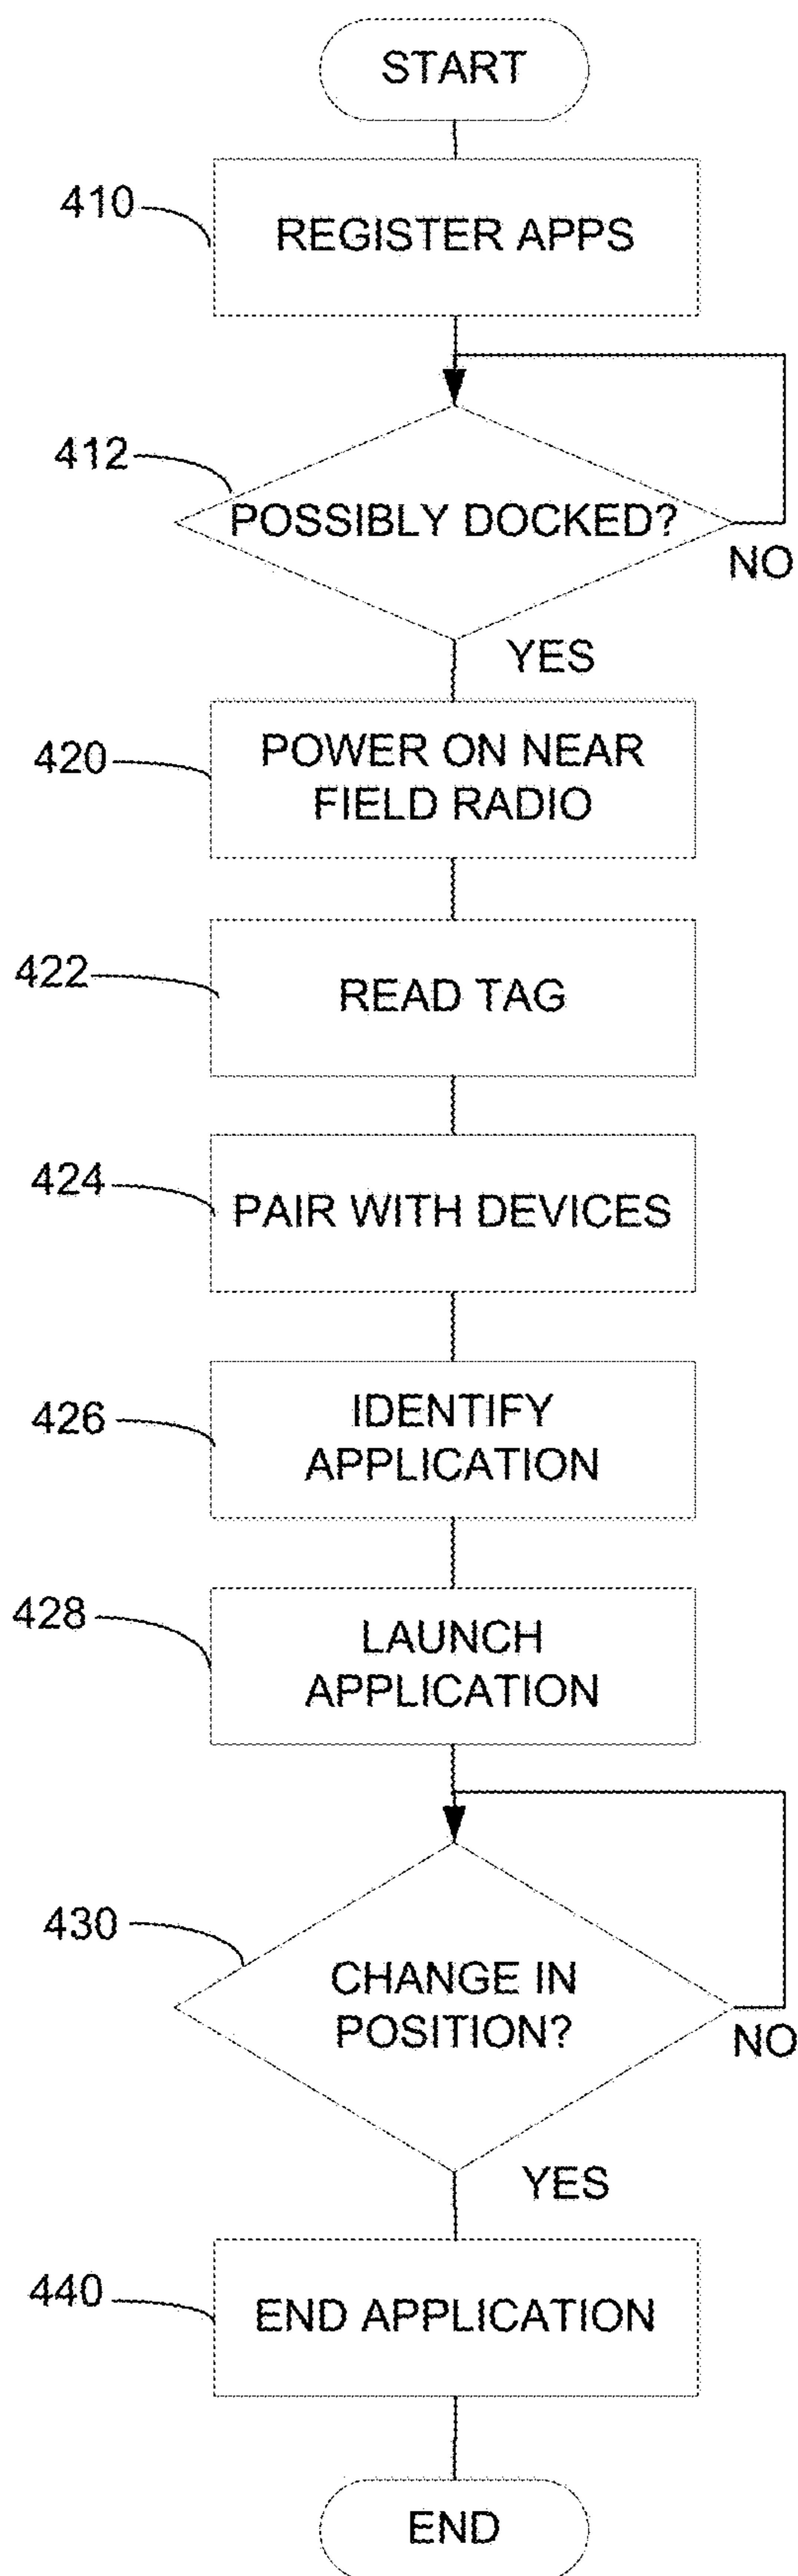 START
410
REGISTER APPS
412
POSSIBLY DOCKED?
NO
YES
420
POWER ON NEAR
FIELD RADIO
422
READ TAG
424
PAIR WITH DEVICES
426
IDENTIFY
APPLICATION
428
LAUNCH
APPLICATION
430
CHANGE IN
POSITION?
NO
YES
440
END APPLICATION
END